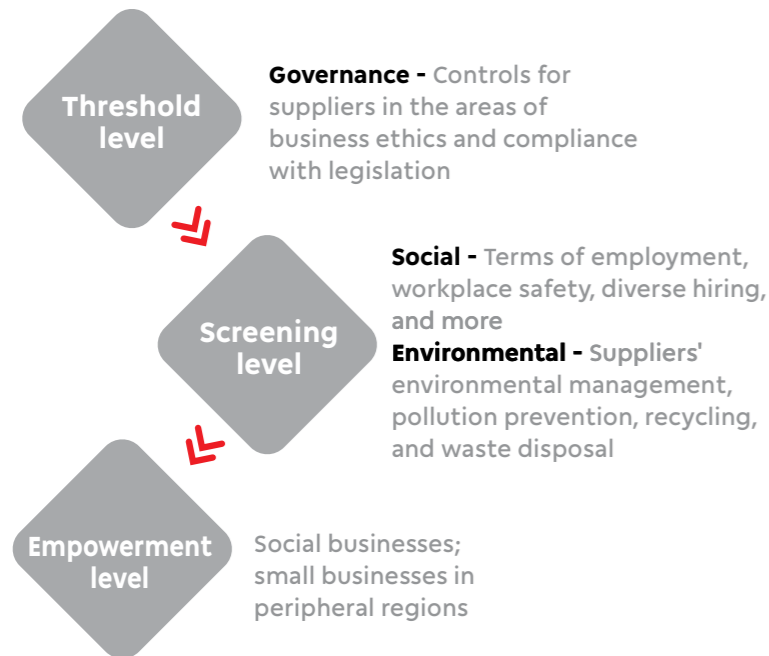 Threshold
level
Governance - Controls for
suppliers in the areas of
business ethics and compliance
with legislation
Screening
level
Social - Terms of employment,
workplace safety, diverse hiring,
and more
Environmental - Suppliers'
environmental management,
pollution prevention, recycling,
and waste disposal
Empowerment
level
Social businesses;
small businesses in
peripheral regions